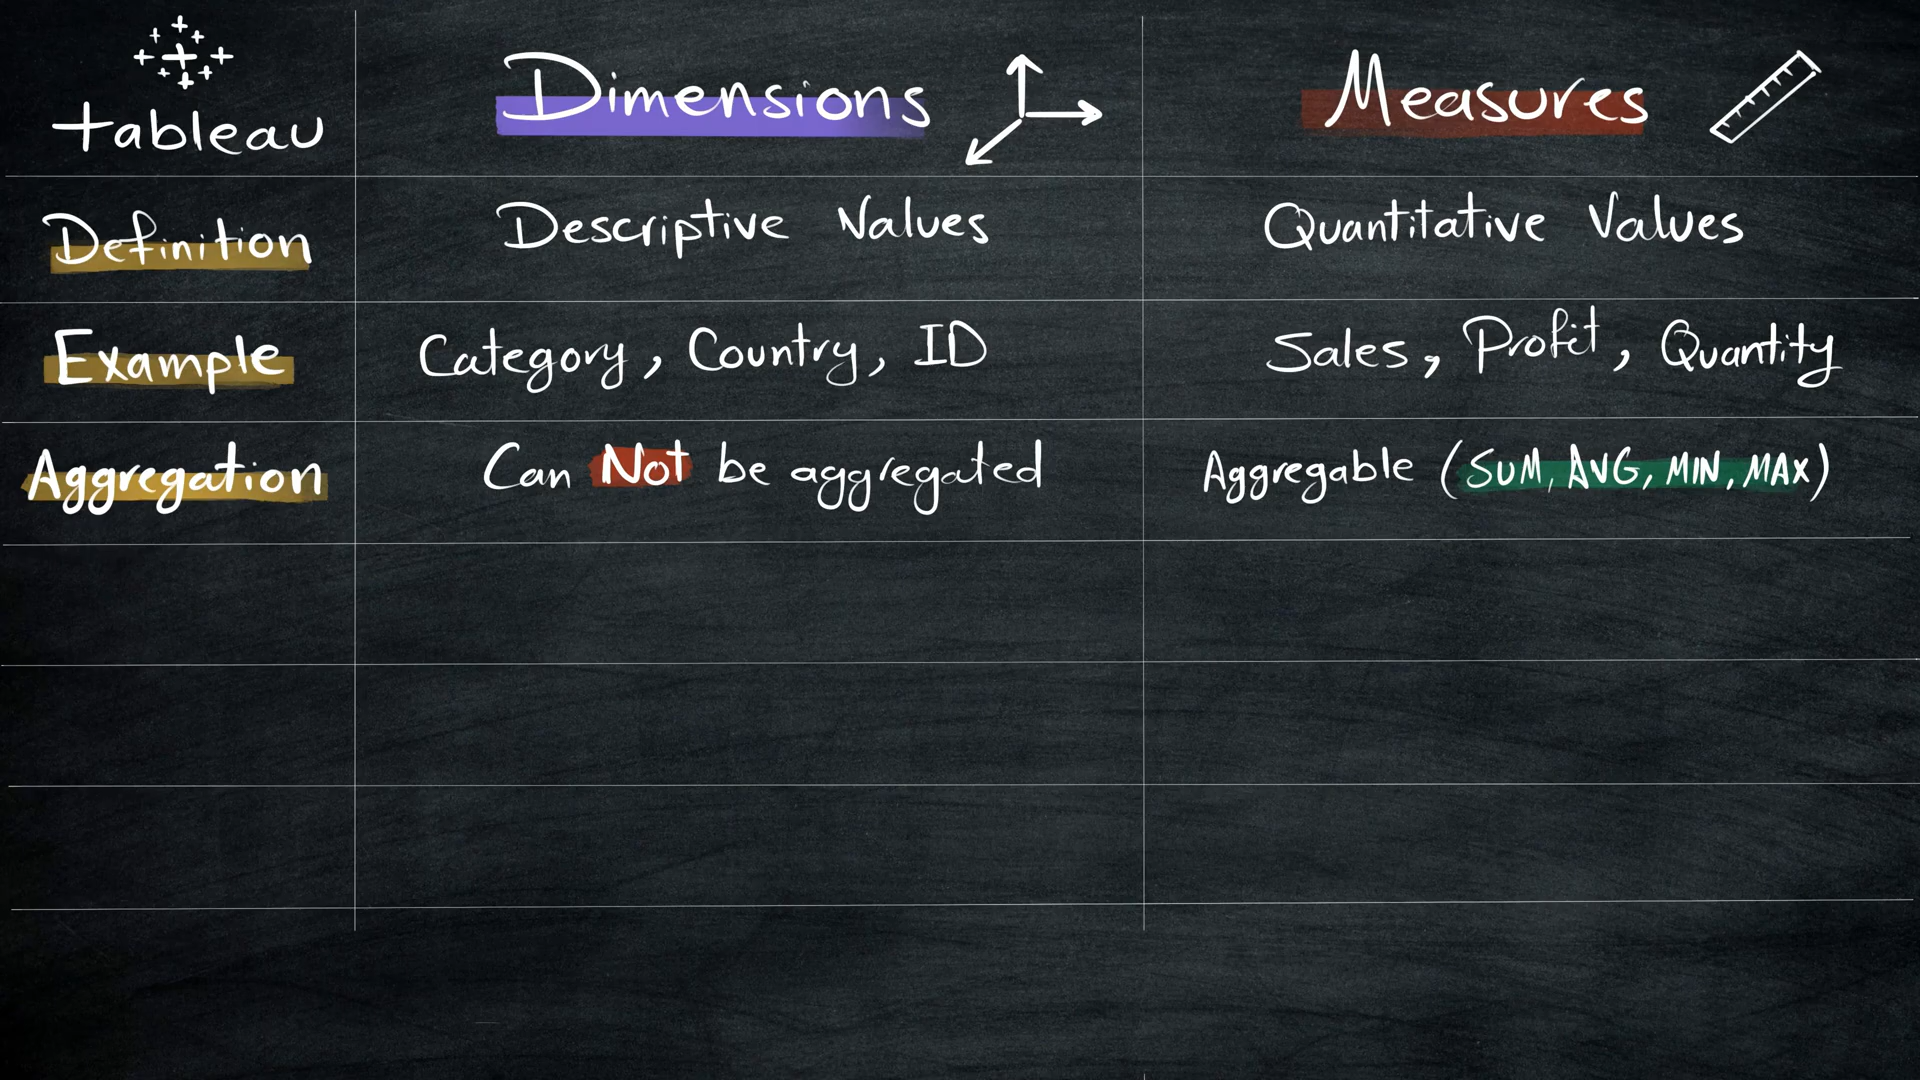 tableau
Dimensions
Measures
Definition
Descriptive Values
Quantitative Values
Example
Category, Country, ID
Sales, Profit, Quantity
Aggregation
Can Not be aggregated
Aggregable (SUM, AVG, MIN, MAX)